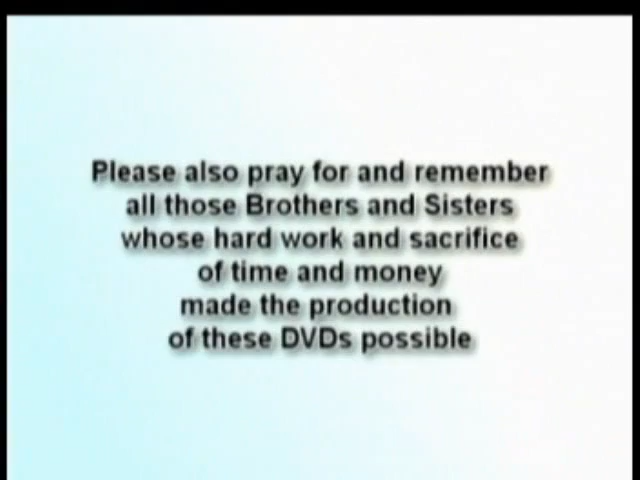 Please also pray for and remember
all those Brothers and Sisters
whose hard work and sacrifice
of time and money
made the production
of these DVDs possible